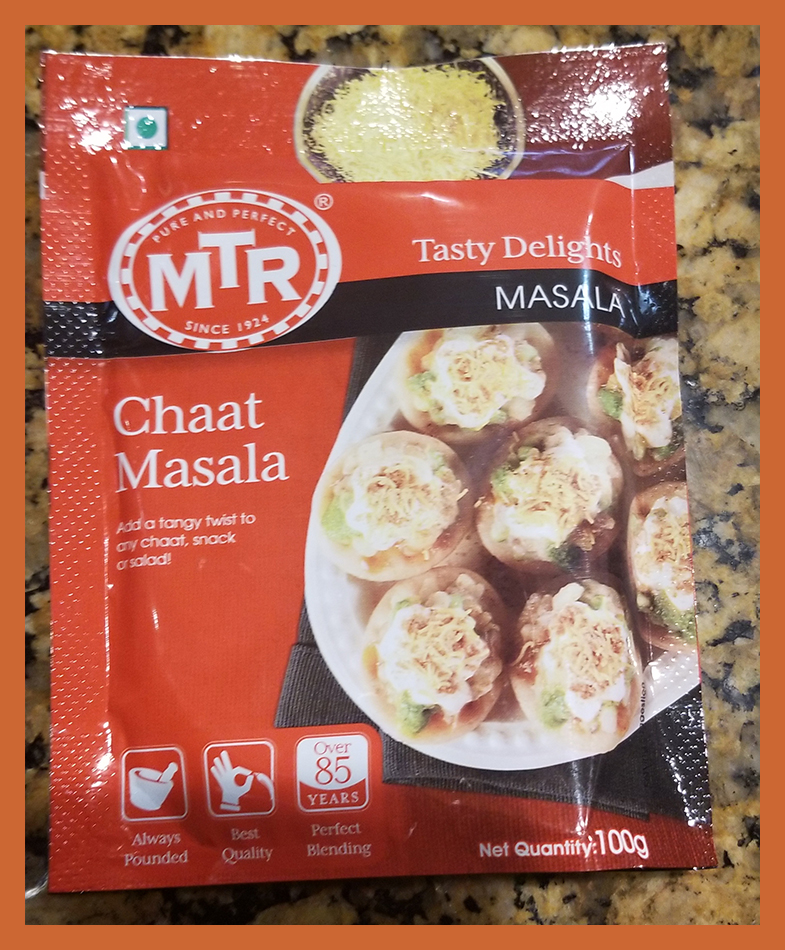 PURE AND PERFECT
MTR
®
SINCE 1924
Tasty Delights
MASALA
Chaat
Masala
Add a tangy twist to
any chaat, snack
or salad!
Always
Pounded
Best
Quality
Over
85
YEARS
Perfect
Blending
Net Quantity:100g